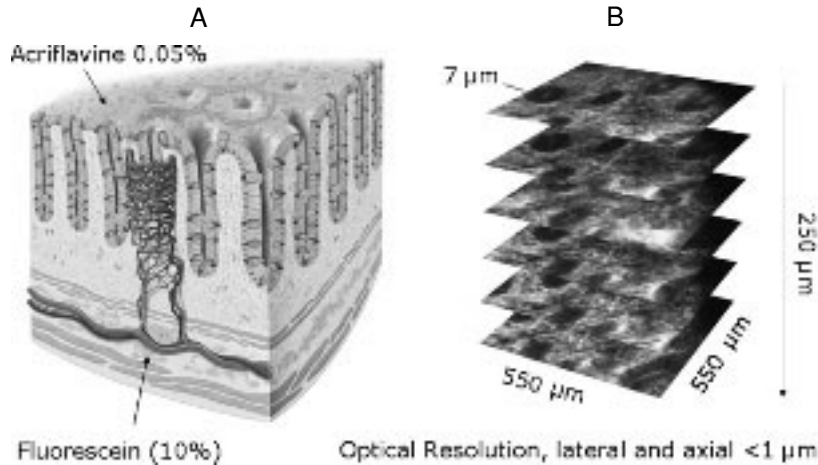 A
B
Acriflavine 0.05%
7 µm
250 µm
550 µm
550 µm
Fluorescein (10%)
Optical Resolution, lateral and axial <1 µm